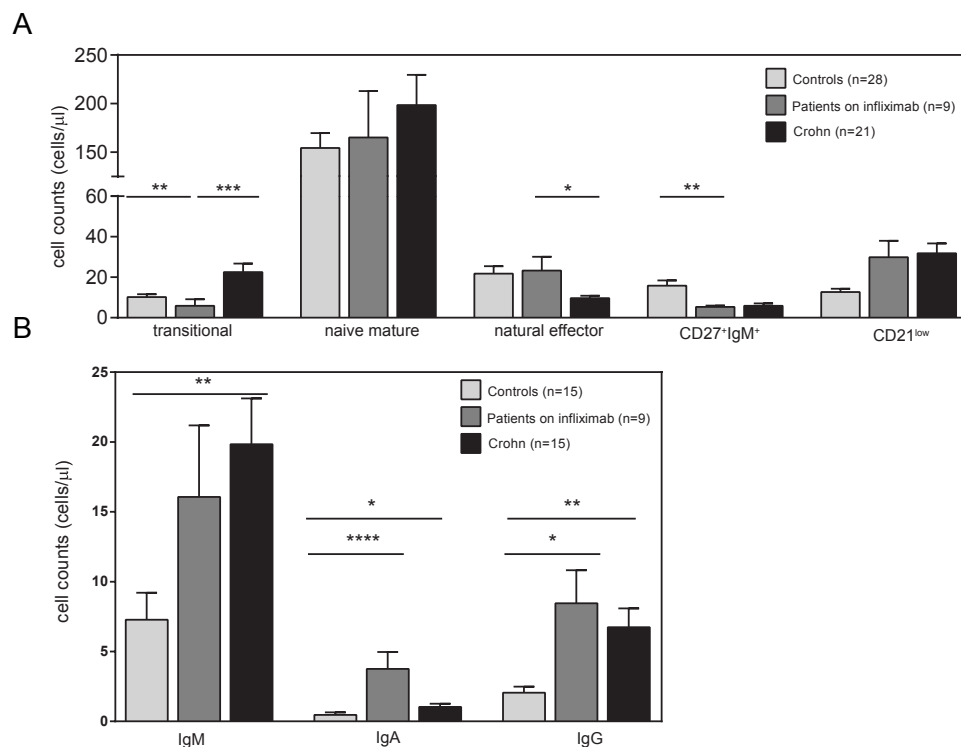 A
250
200
150
60
40
20
0
cell counts (cells/µl)
Controls (n=28)
Patients on infliximab (n=9)
Crohn (n=21)
** *** * **
transitional naive mature natural effector CD27⁺IgM⁺ CD21ˡᵒʷ
B
25
20
15
10
5
0
cell counts (cells/µl)
Controls (n=15)
Patients on infliximab (n=9)
Crohn (n=15)
**
* **
**** *
IgM IgA IgG